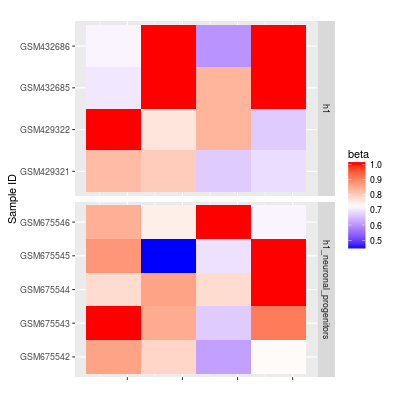 Sample ID
GSM432686
GSM432685
GSM429322
GSM429321
h1
GSM675546
GSM675545
GSM675544
GSM675543
GSM675542
h1_neuronal_progenitors
beta
1.0
0.9
0.8
0.7
0.6
0.5